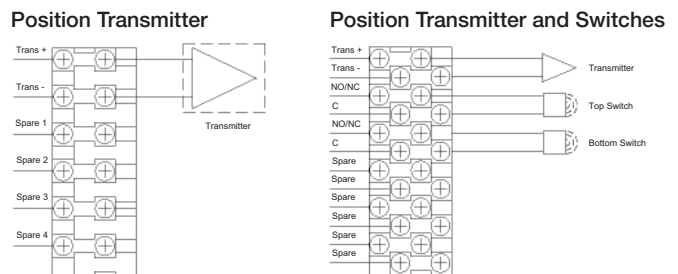 Position Transmitter
Trans +
Trans -
Spare 1
Spare 2
Spare 3
Spare 4
Transmitter
Position Transmitter and Switches
Trans +
Trans -
NO/NC
C
NO/NC
C
Spare
Spare
Spare
Spare
Spare
Spare
Transmitter
Top Switch
Bottom Switch